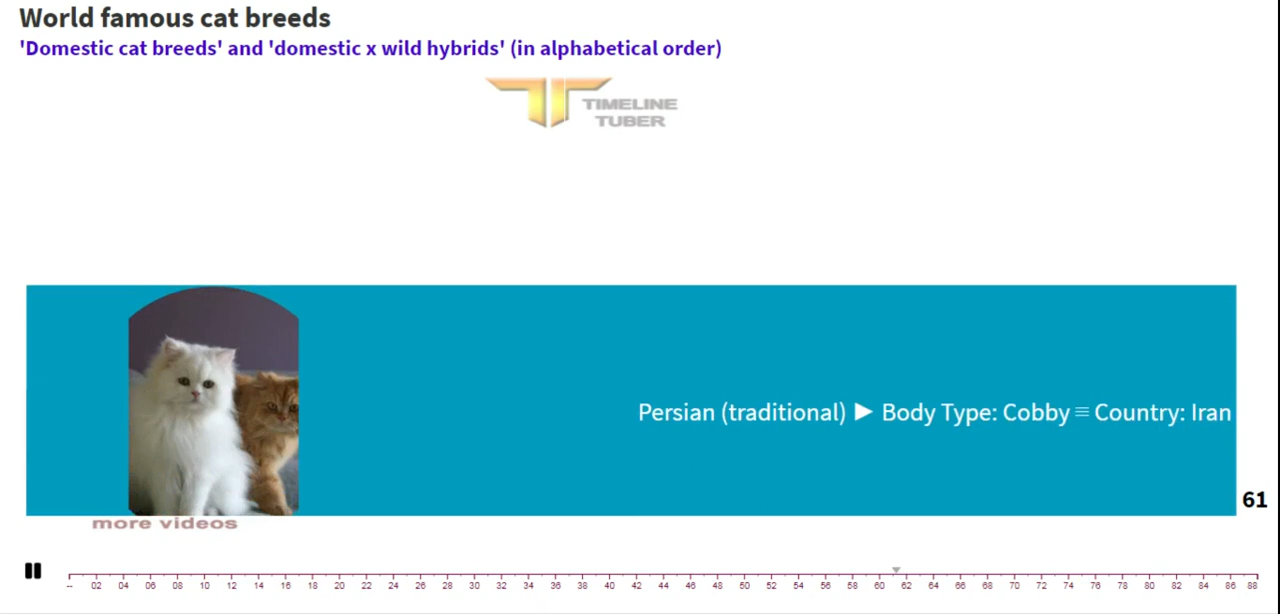 World famous cat breeds
'Domestic cat breeds' and 'domestic x wild hybrids' (in alphabetical order)
TIMELINE
TUBER
Persian (traditional) ► Body Type: Cobby ≡ Country: Iran
61
more videos
-- 02 04 06 08 10 12 14 16 18 20 22 24 26 28 30 32 34 36 38 40 42 44 46 48 50 52 54 56 58 60 62 64 66 68 70 72 74 76 78 80 82 84 86 88